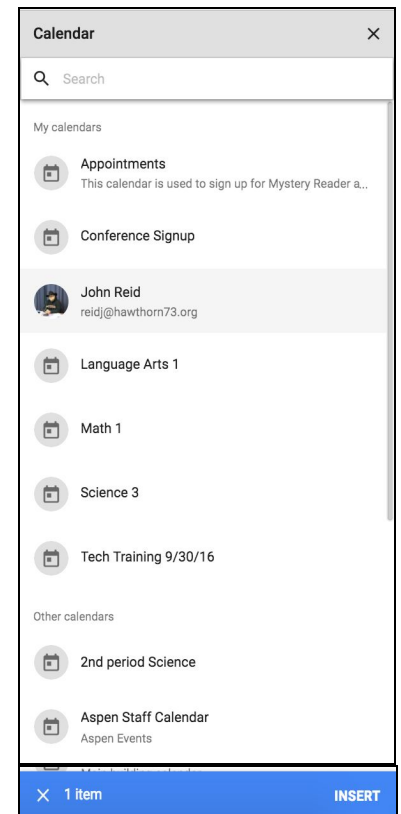 Calendar
Search
My calendars
Appointments
This calendar is used to sign up for Mystery Reader a...
Conference Signup
John Reid
reidj@hawthorn73.org
Language Arts 1
Math 1
Science 3
Tech Training 9/30/16
Other calendars
2nd period Science
Aspen Staff Calendar
Aspen Events
1 item
INSERT